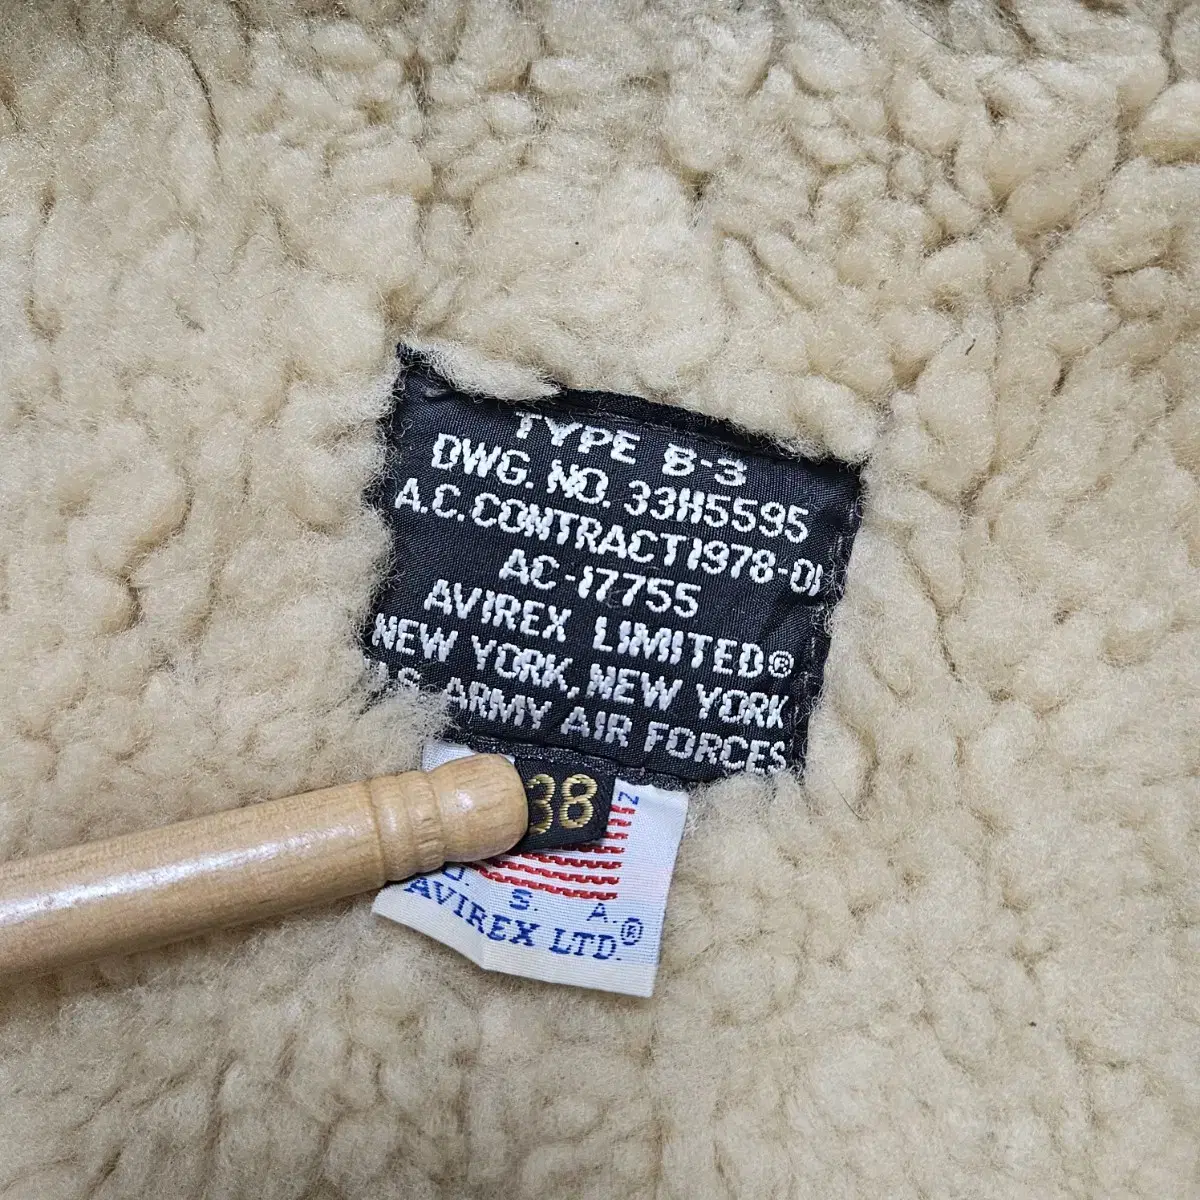 TYPE B-3
DWG. NO. 33H5595
A.C. CONTRACT 1978-01
AC-17755
AVIREX LIMITED®
NEW YORK, NEW YORK
U.S. ARMY AIR FORCES
38
U. S. A.
AVIREX LTD.®